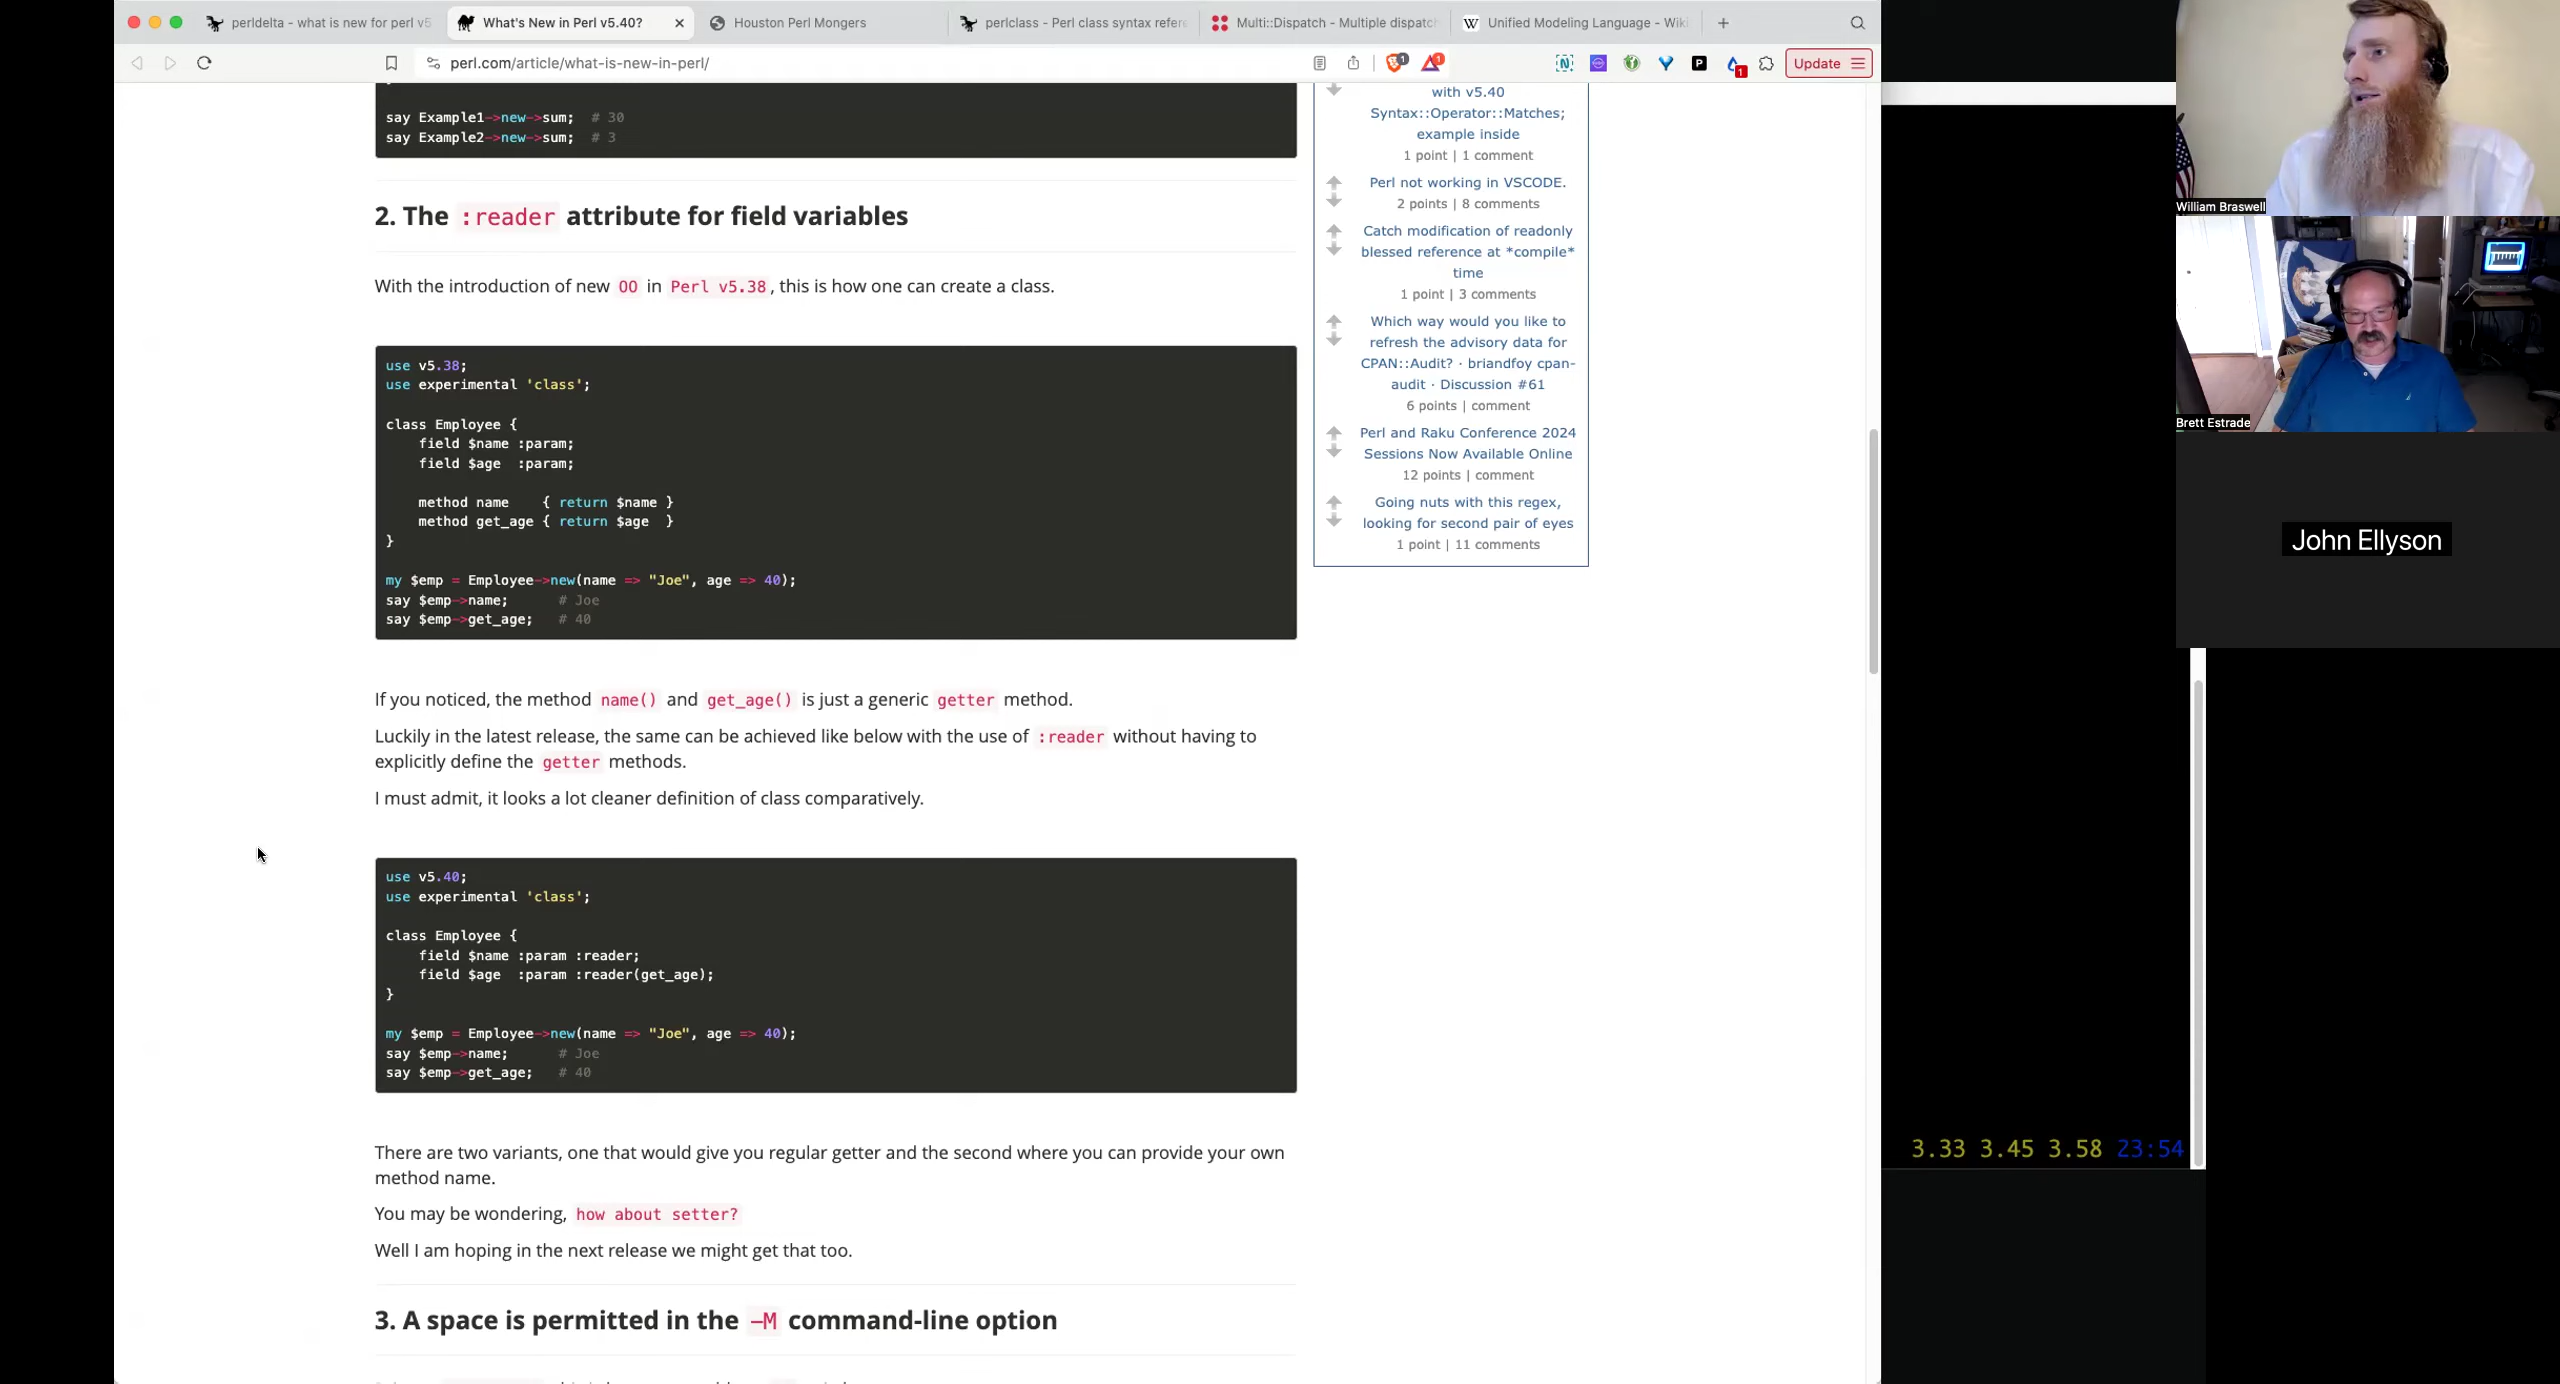 perldelta - what is new for perl v5
What's New in Perl v5.40?
Houston Perl Mongers
perlclass - Perl class syntax refere
Multi::Dispatch - Multiple dispatch
Unified Modeling Language - Wiki
perl.com/article/what-is-new-in-perl/
1
1
1
Update
say Example1->new->sum;  # 30
say Example2->new->sum;  # 3
2. The :reader attribute for field variables
With the introduction of new OO in Perl v5.38, this is how one can create a class.
use v5.38;
use experimental 'class';
class Employee {
    field $name :param;
    field $age  :param;
    method name    { return $name }
    method get_age { return $age  }
}
my $emp = Employee->new(name => "Joe", age => 40);
say $emp->name;      # Joe
say $emp->get_age;   # 40
If you noticed, the method name() and get_age() is just a generic getter method.
Luckily in the latest release, the same can be achieved like below with the use of :reader without having to
explicitly define the getter methods.
I must admit, it looks a lot cleaner definition of class comparatively.
use v5.40;
use experimental 'class';
class Employee {
    field $name :param :reader;
    field $age  :param :reader(get_age);
}
my $emp = Employee->new(name => "Joe", age => 40);
say $emp->name;      # Joe
say $emp->get_age;   # 40
There are two variants, one that would give you regular getter and the second where you can provide your own
method name.
You may be wondering, how about setter?
Well I am hoping in the next release we might get that too.
3. A space is permitted in the -M command-line option
with v5.40
Syntax::Operator::Matches;
example inside
1 point | 1 comment
Perl not working in VSCODE.
2 points | 8 comments
Catch modification of readonly
blessed reference at *compile*
time
1 point | 3 comments
Which way would you like to
refresh the advisory data for
CPAN::Audit? · briandfoy cpan-
audit · Discussion #61
6 points | comment
Perl and Raku Conference 2024
Sessions Now Available Online
12 points | comment
Going nuts with this regex,
looking for second pair of eyes
1 point | 11 comments
William Braswell
Brett Estrade
John Ellyson
3.33 3.45 3.58 23:54